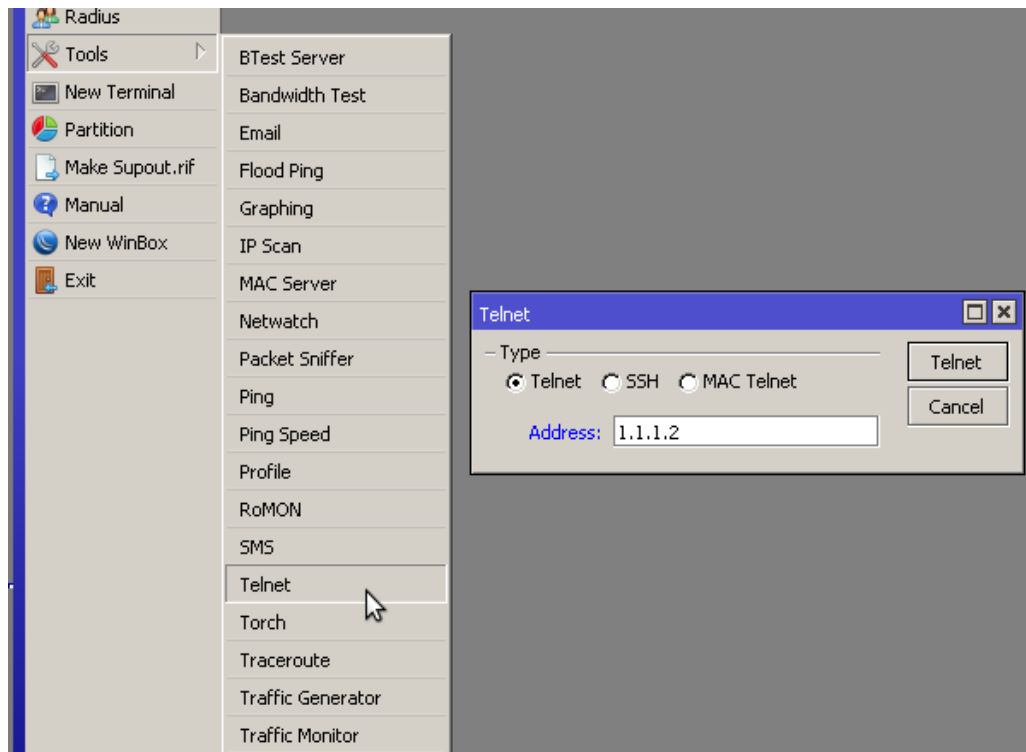 Radius
Tools
New Terminal
Partition
Make Supout.rif
Manual
New WinBox
Exit
BTest Server
Bandwidth Test
Email
Flood Ping
Graphing
IP Scan
MAC Server
Netwatch
Packet Sniffer
Ping
Ping Speed
Profile
RoMON
SMS
Telnet
Torch
Traceroute
Traffic Generator
Traffic Monitor
Telnet
Type
Telnet SSH MAC Telnet
Address: 1.1.1.2
Telnet
Cancel